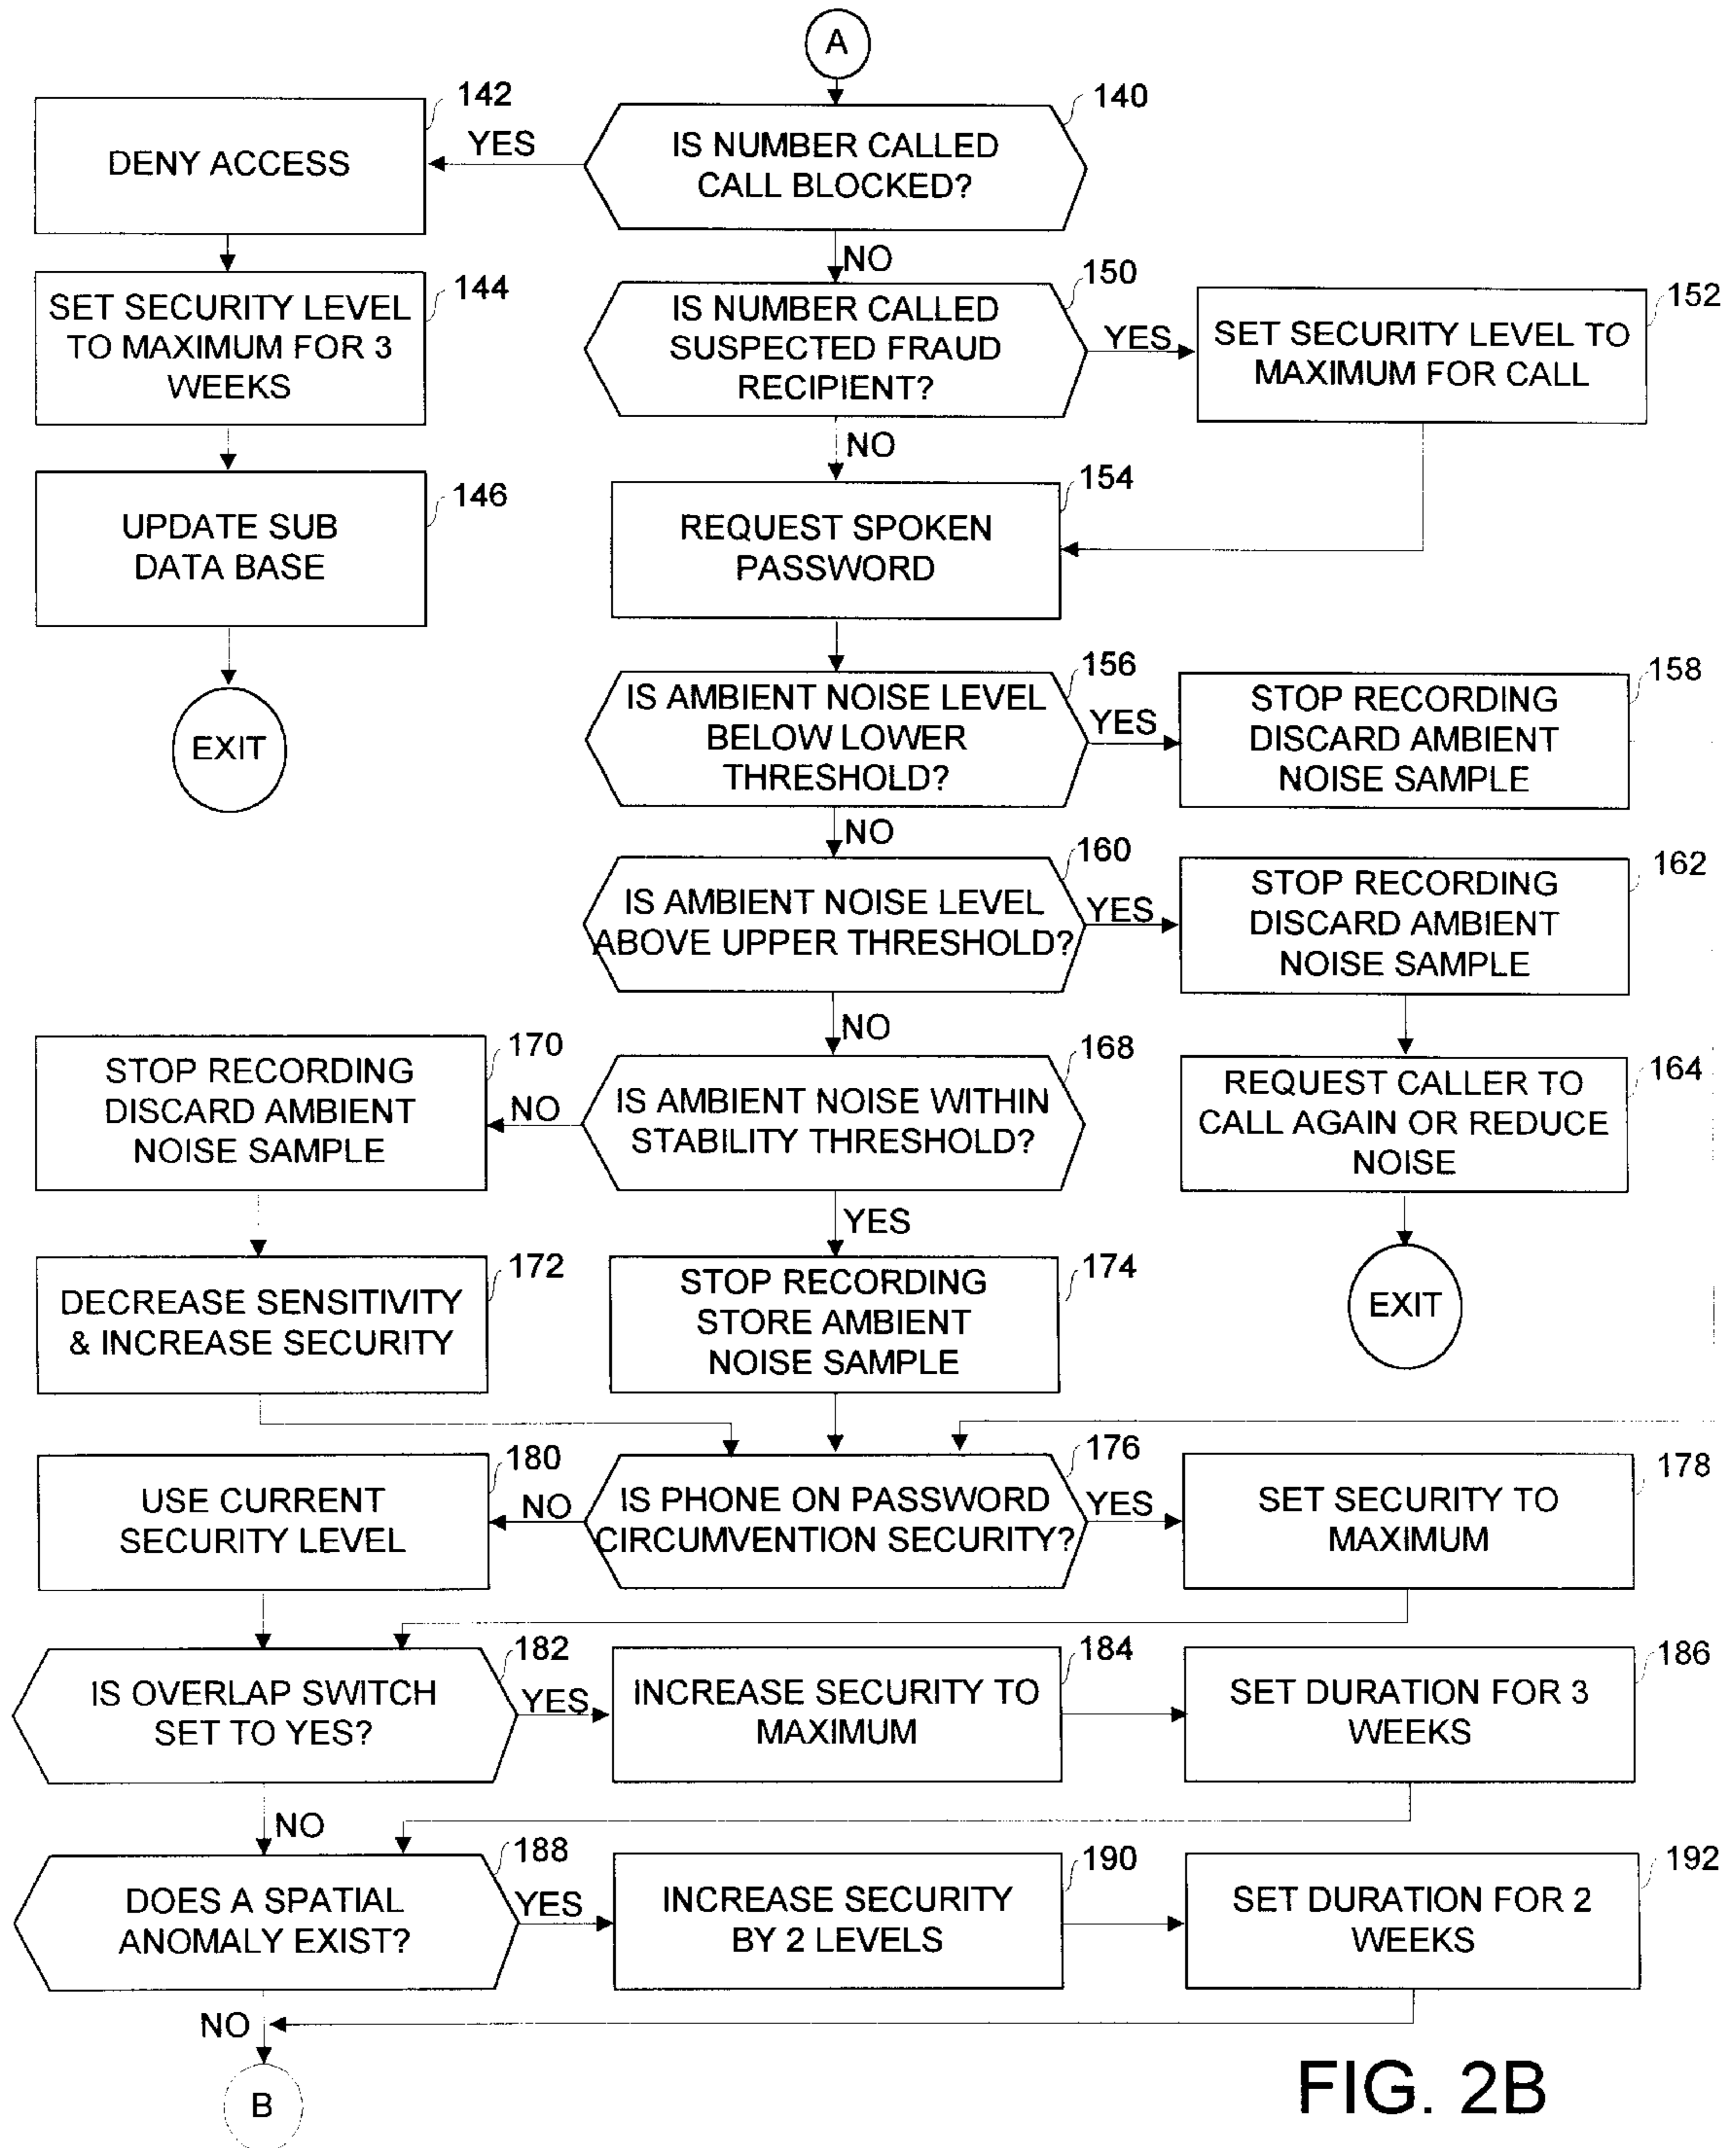 A
142
DENY ACCESS
YES
140
IS NUMBER CALLED
CALL BLOCKED?
NO
144
SET SECURITY LEVEL
TO MAXIMUM FOR 3
WEEKS
150
IS NUMBER CALLED
SUSPECTED FRAUD
RECIPIENT?
YES
152
SET SECURITY LEVEL TO
MAXIMUM FOR CALL
NO
146
UPDATE SUB
DATA BASE
154
REQUEST SPOKEN
PASSWORD
EXIT
156
IS AMBIENT NOISE LEVEL
BELOW LOWER
THRESHOLD?
YES
158
STOP RECORDING
DISCARD AMBIENT
NOISE SAMPLE
NO
160
IS AMBIENT NOISE LEVEL
ABOVE UPPER THRESHOLD?
YES
162
STOP RECORDING
DISCARD AMBIENT
NOISE SAMPLE
NO
170
STOP RECORDING
DISCARD AMBIENT
NOISE SAMPLE
NO
168
IS AMBIENT NOISE WITHIN
STABILITY THRESHOLD?
164
REQUEST CALLER TO
CALL AGAIN OR REDUCE
NOISE
YES
172
DECREASE SENSITIVITY
& INCREASE SECURITY
174
STOP RECORDING
STORE AMBIENT
NOISE SAMPLE
EXIT
180
USE CURRENT
SECURITY LEVEL
NO
176
IS PHONE ON PASSWORD
CIRCUMVENTION SECURITY?
YES
178
SET SECURITY TO
MAXIMUM
182
IS OVERLAP SWITCH
SET TO YES?
YES
184
INCREASE SECURITY TO
MAXIMUM
186
SET DURATION FOR 3
WEEKS
NO
188
DOES A SPATIAL
ANOMALY EXIST?
YES
190
INCREASE SECURITY
BY 2 LEVELS
192
SET DURATION FOR 2
WEEKS
NO
B
FIG. 2B